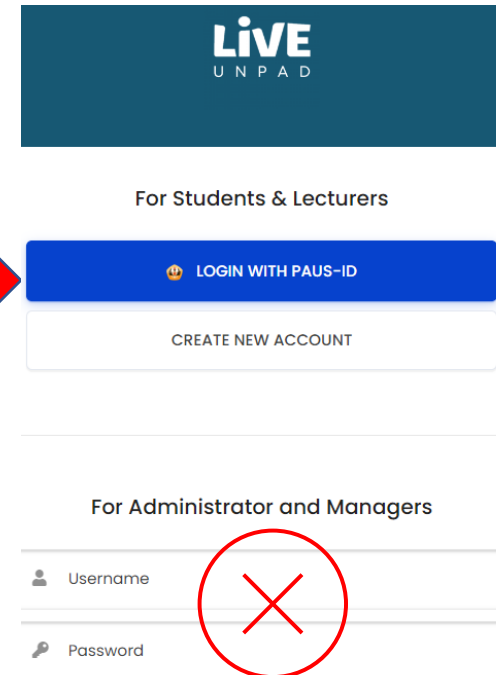 LiVE
UNPAD
For Students & Lecturers
LOGIN WITH PAUS-ID
CREATE NEW ACCOUNT
For Administrator and Managers
Username
Password